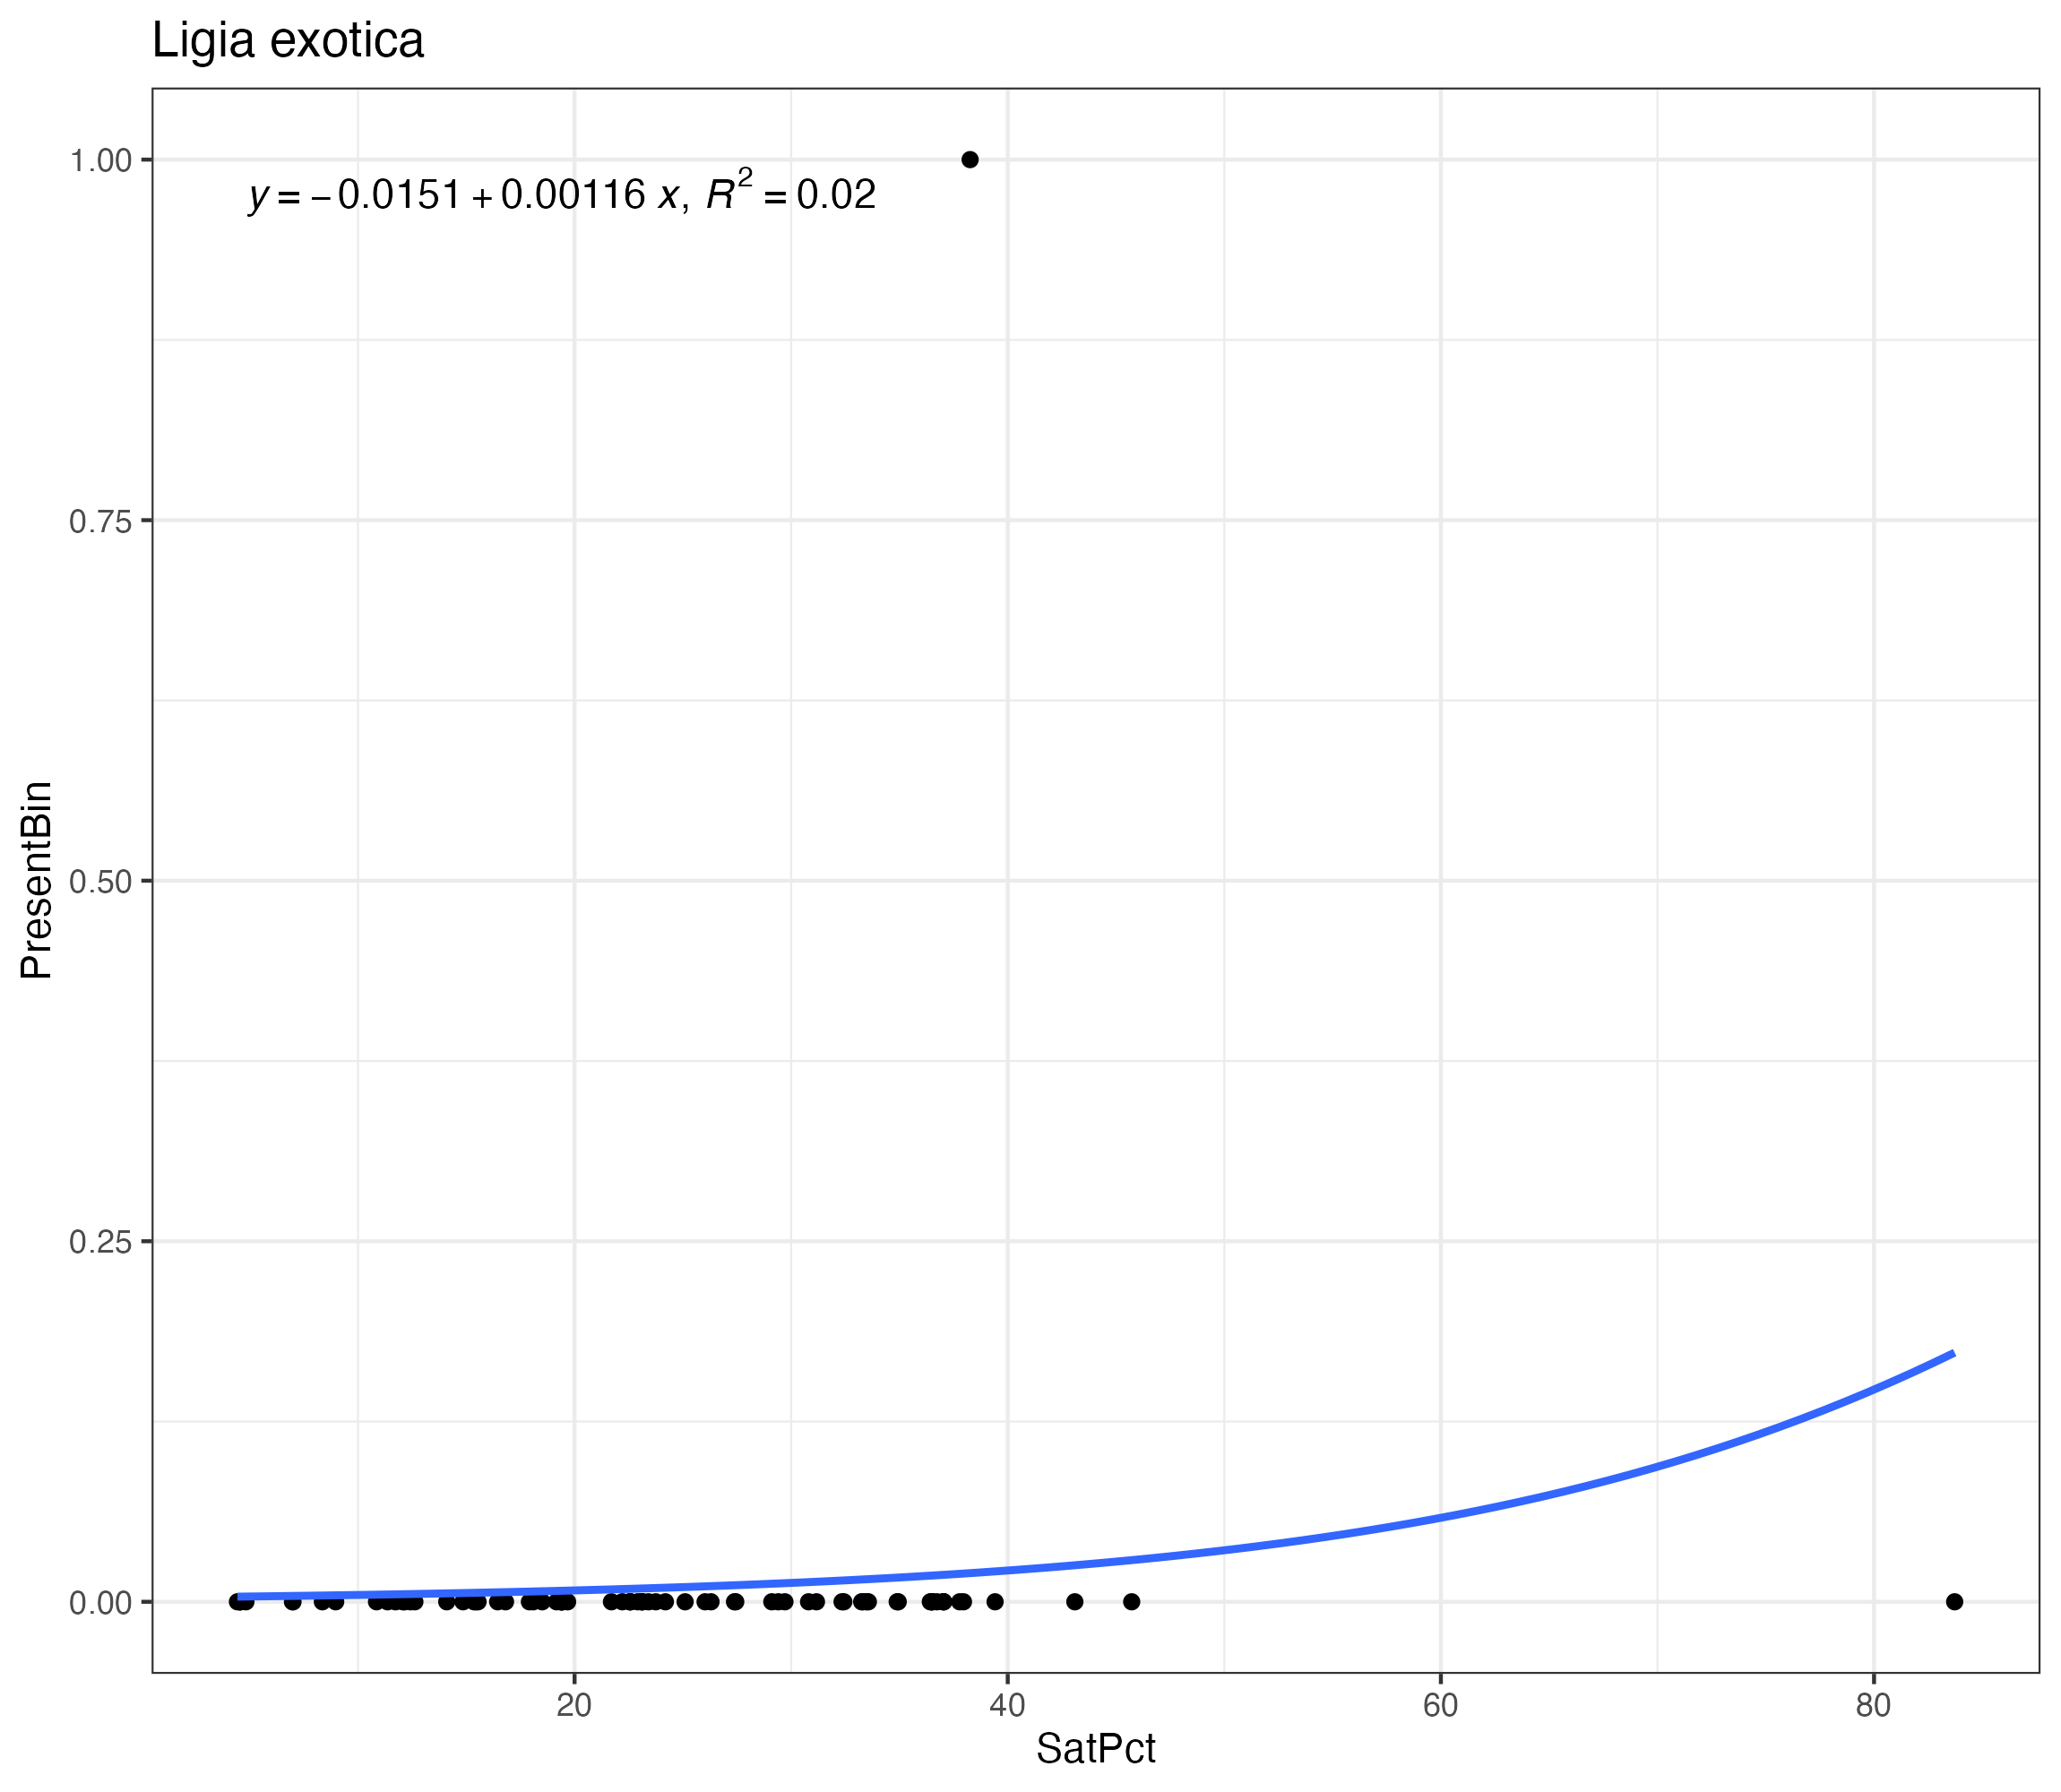 Ligia exotica
1.00
y = −0.0151 + 0.00116 x, R² = 0.02
0.75
0.50
0.25
0.00
PresentBin
20 40 60 80
SatPct